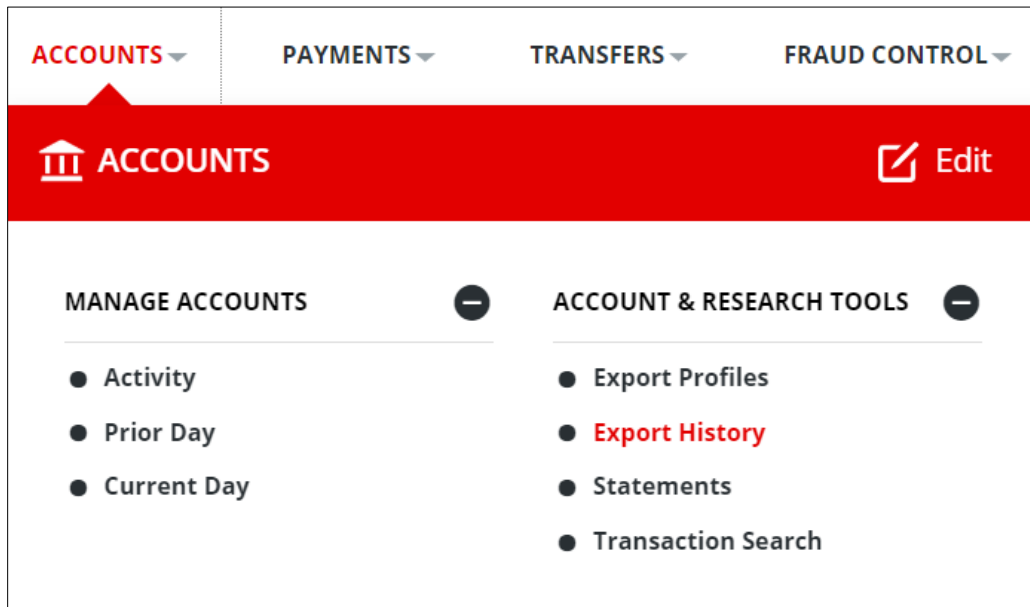 ACCOUNTS PAYMENTS TRANSFERS FRAUD CONTROL
ACCOUNTS Edit
MANAGE ACCOUNTS
Activity
Prior Day
Current Day
ACCOUNT & RESEARCH TOOLS
Export Profiles
Export History
Statements
Transaction Search